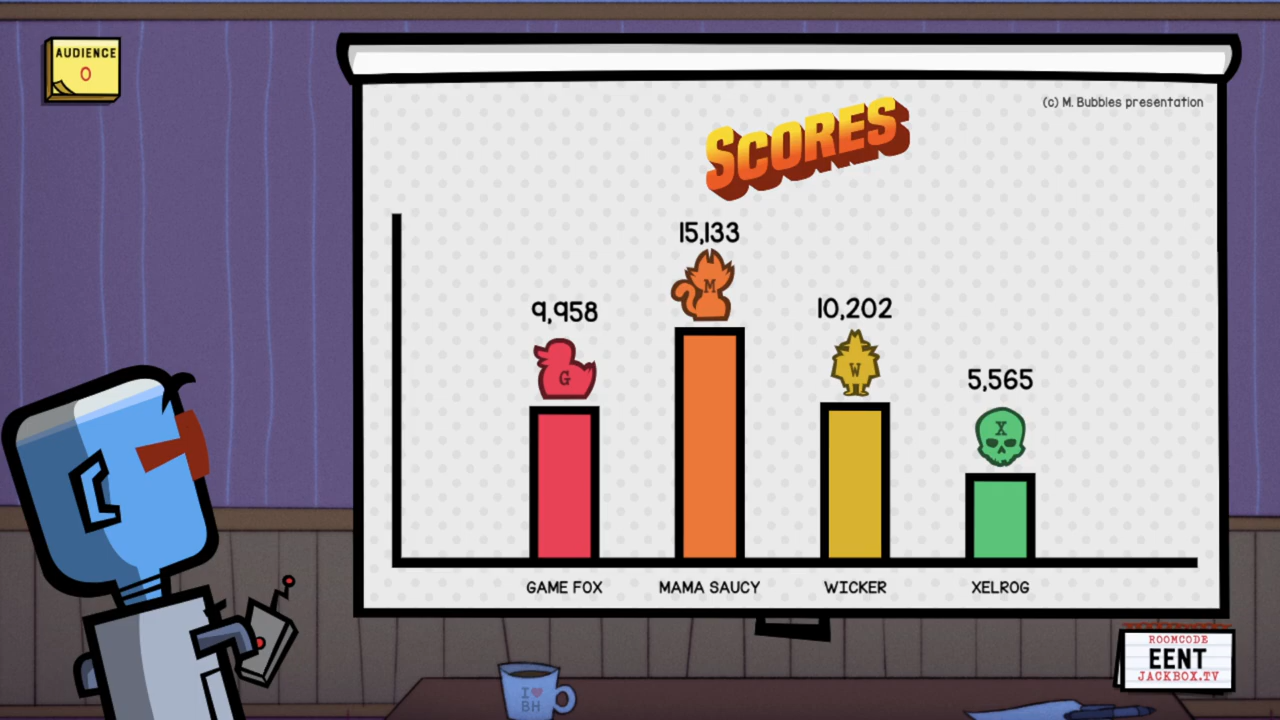 AUDIENCE
0
(c) M. Bubbles presentation
SCORES
15,133
9,958
10,202
5,565
M
G
W
X
GAME FOX
MAMA SAUCY
WICKER
XELROG
ROOMCODE
EENT
JACKBOX.TV
I ♥
BH